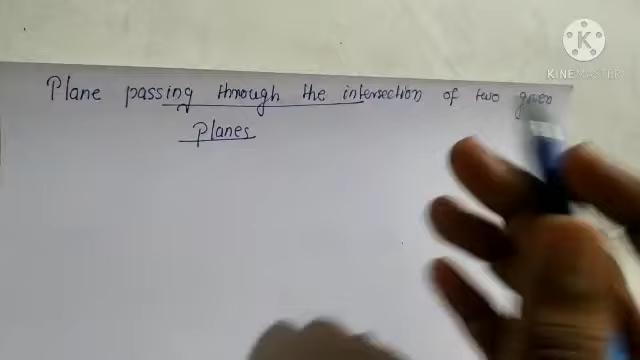 Plane passing through the intersection of two given
planes
KINEMASTER